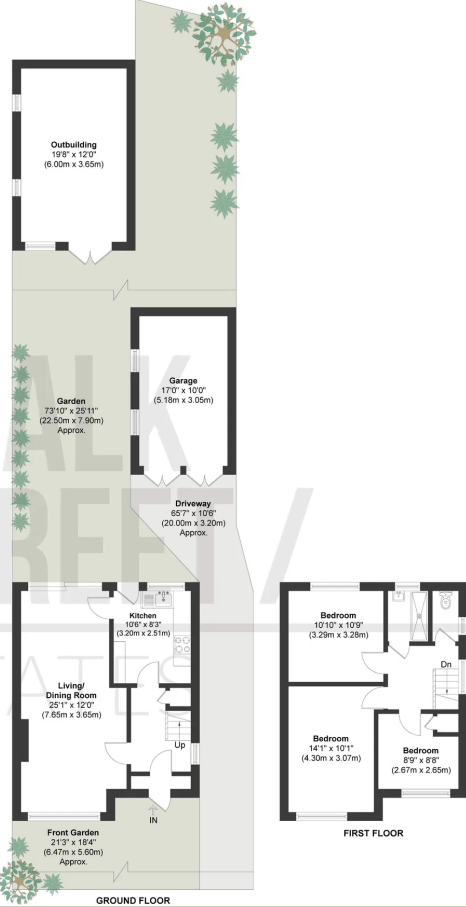 Outbuilding
19'8" x 12'0"
(6.00m x 3.65m)
Garage
17'0" x 10'0"
(5.18m x 3.05m)
Garden
73'10" x 25'11"
(22.50m x 7.90m)
Approx.
ALK
REET /
Driveway
65'7" x 10'6"
(20.00m x 3.20m)
Approx.
Kitchen
10'6" x 8'3"
(3.20m x 2.51m)
Bedroom
10'10" x 10'9"
(3.29m x 3.28m)
Living/
Dining Room
25'1" x 12'0"
(7.65m x 3.65m)
TATES
Dn
Up
Bedroom
14'1" x 10'1"
(4.30m x 3.07m)
Bedroom
8'9" x 8'8"
(2.67m x 2.65m)
IN
Front Garden
21'3" x 18'4"
(6.47m x 5.60m)
Approx.
FIRST FLOOR
GROUND FLOOR